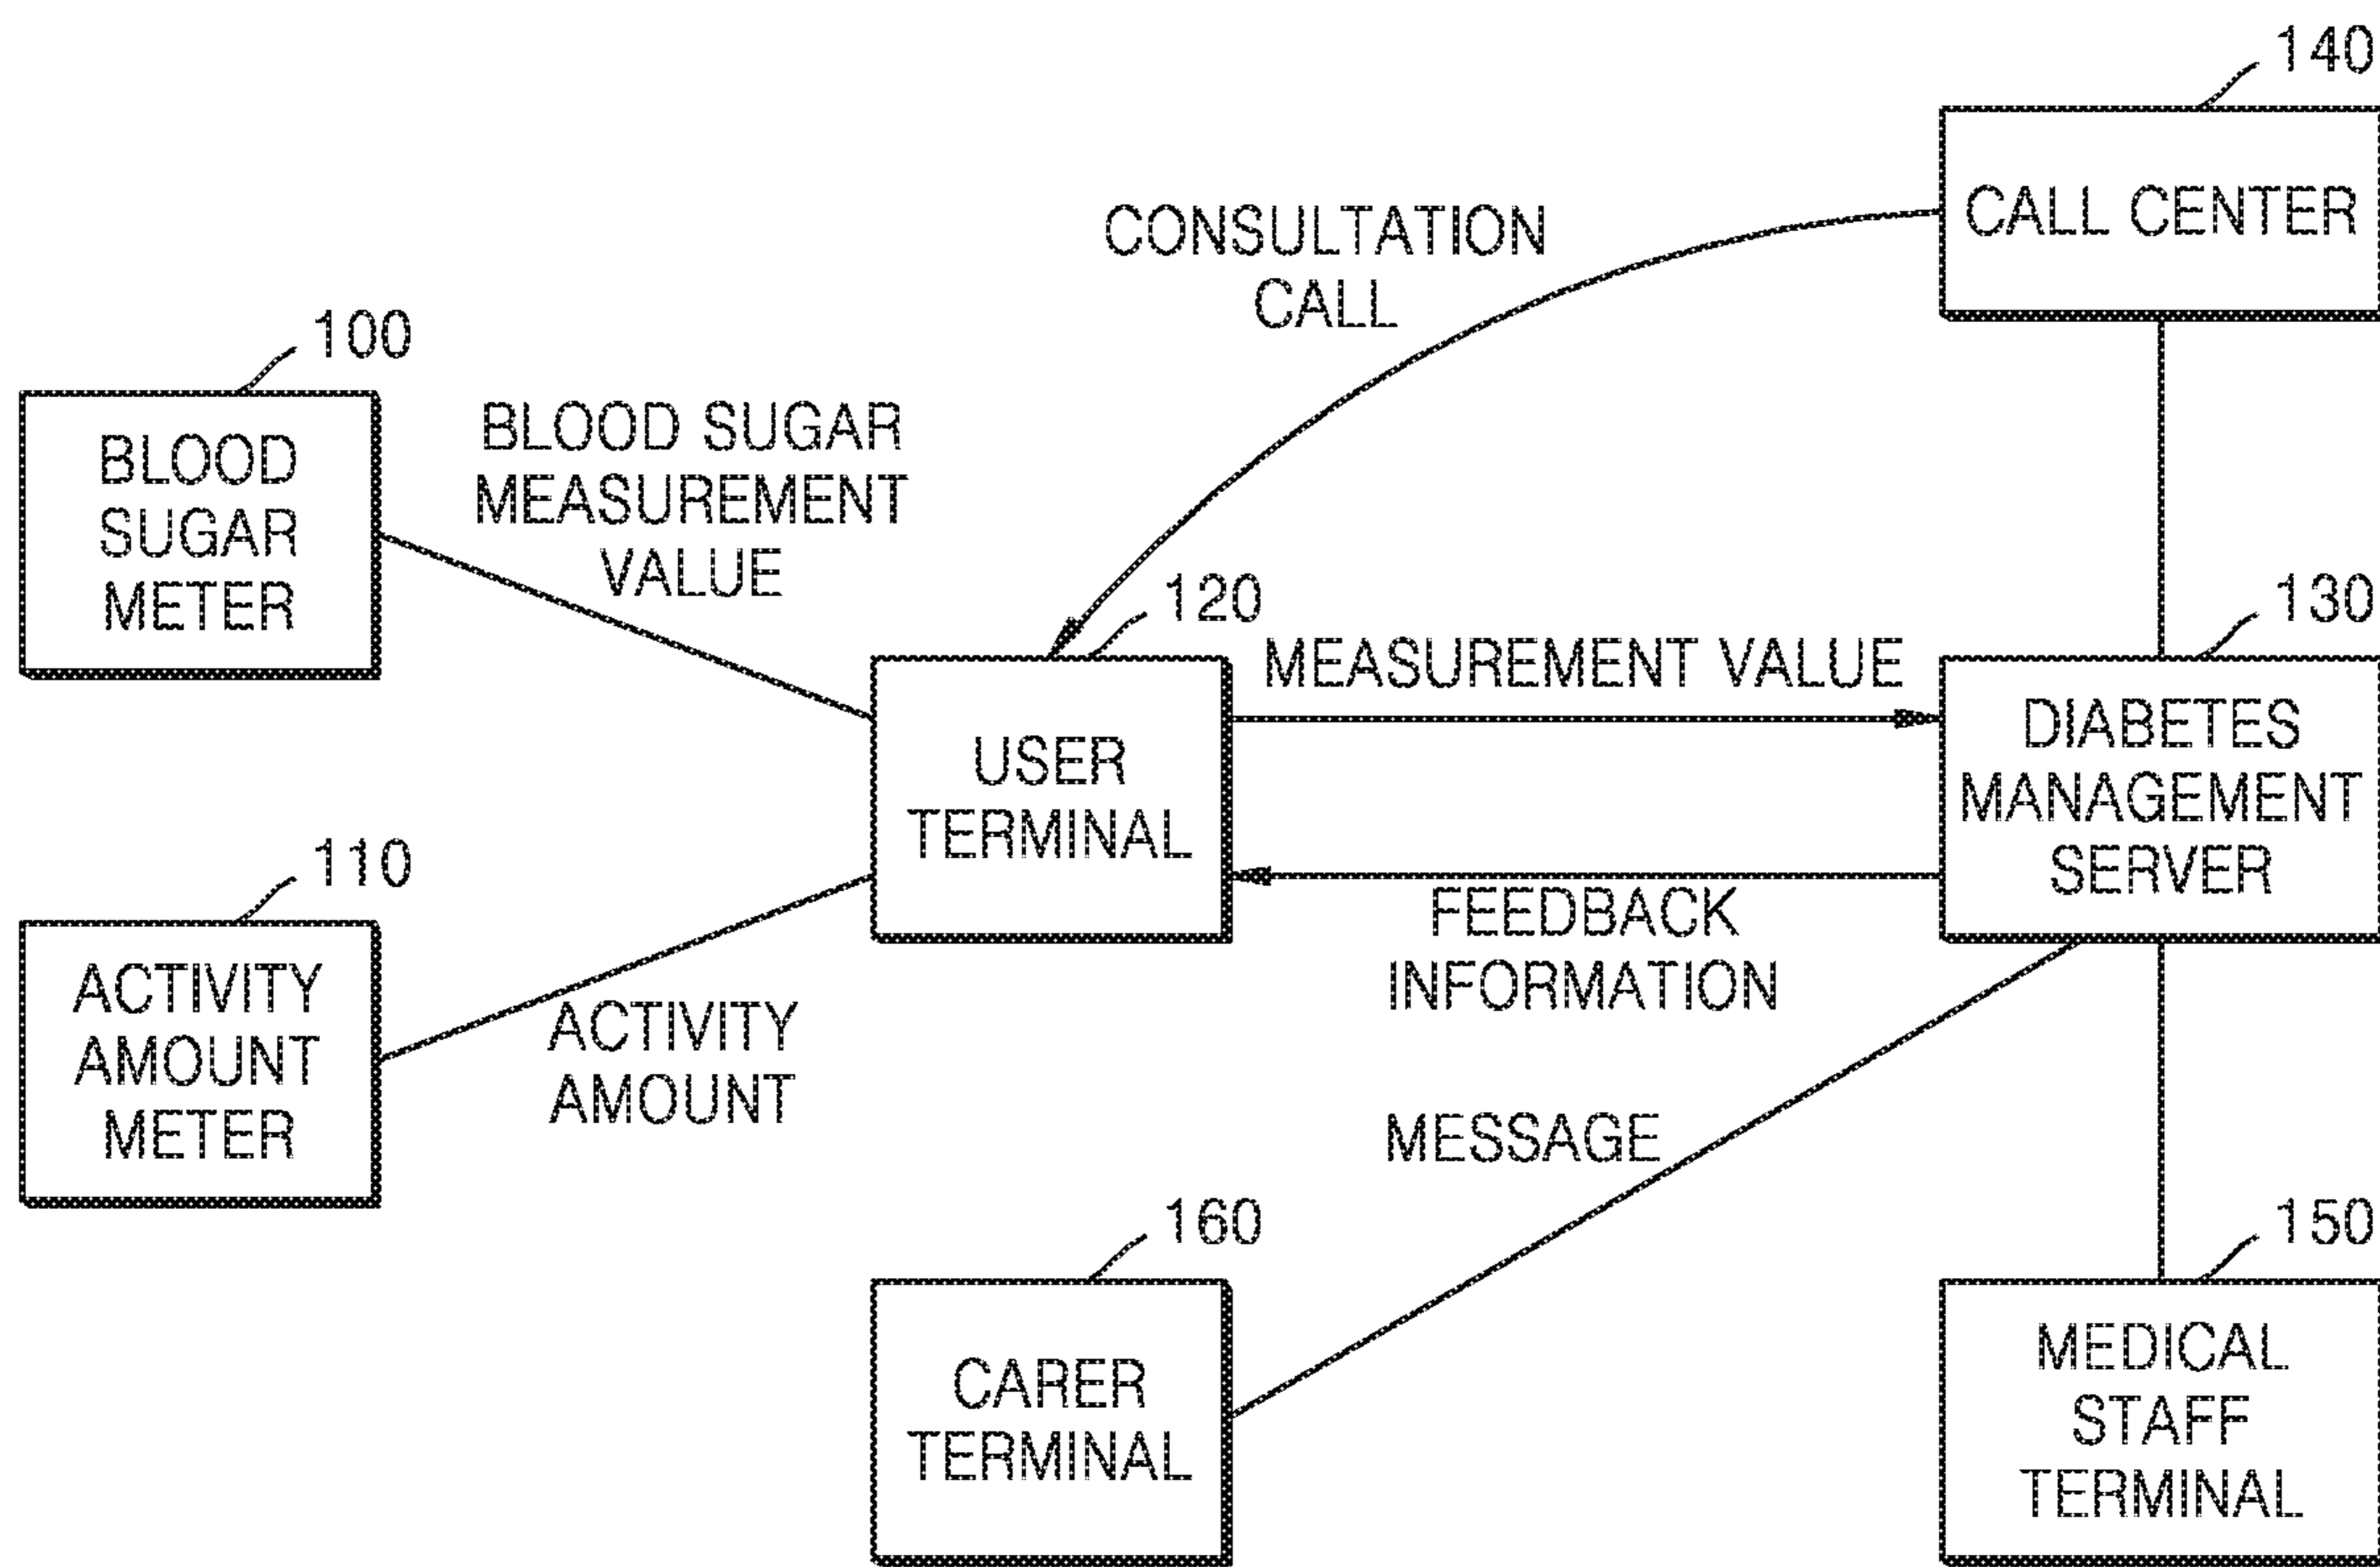 140
CALL CENTER
CONSULTATION
CALL
100
BLOOD
SUGAR
METER
BLOOD SUGAR
MEASUREMENT
VALUE
120
USER
TERMINAL
MEASUREMENT VALUE
130
DIABETES
MANAGEMENT
SERVER
FEEDBACK
INFORMATION
110
ACTIVITY
AMOUNT
METER
ACTIVITY
AMOUNT
MESSAGE
160
CARER
TERMINAL
150
MEDICAL
STAFF
TERMINAL